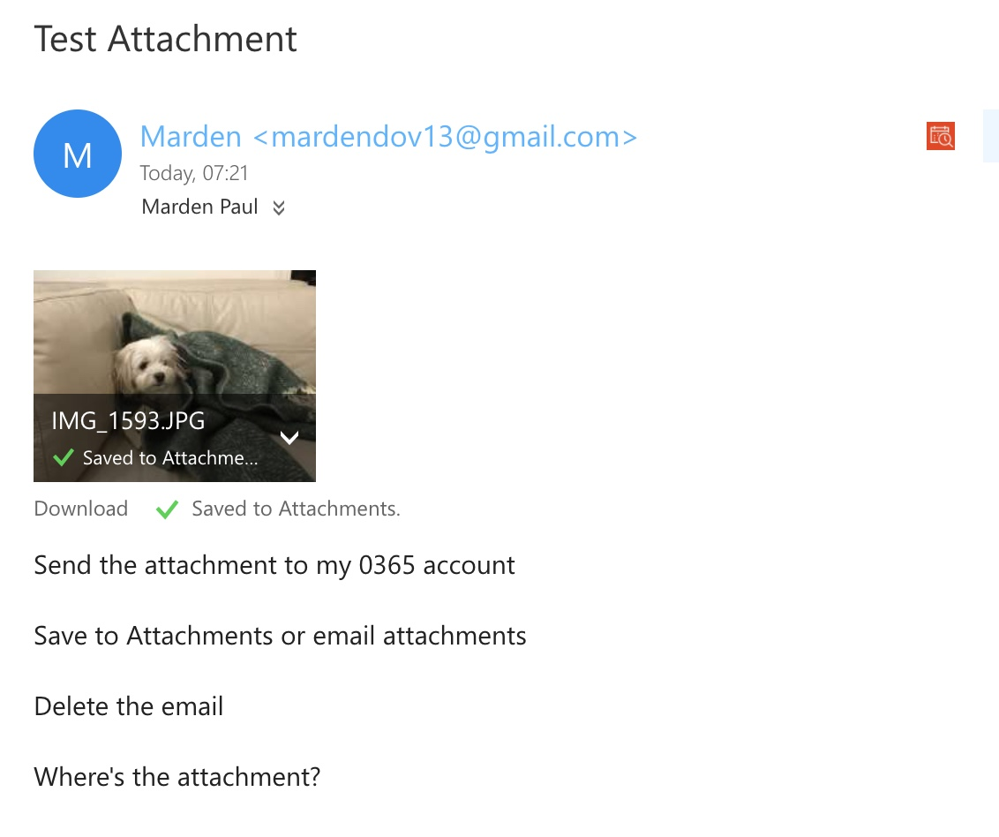 Test Attachment
M
Marden <mardendov13@gmail.com>
Today, 07:21
Marden Paul
IMG_1593.JPG
Saved to Attachme...
Download Saved to Attachments.
Send the attachment to my 0365 account
Save to Attachments or email attachments
Delete the email
Where's the attachment?